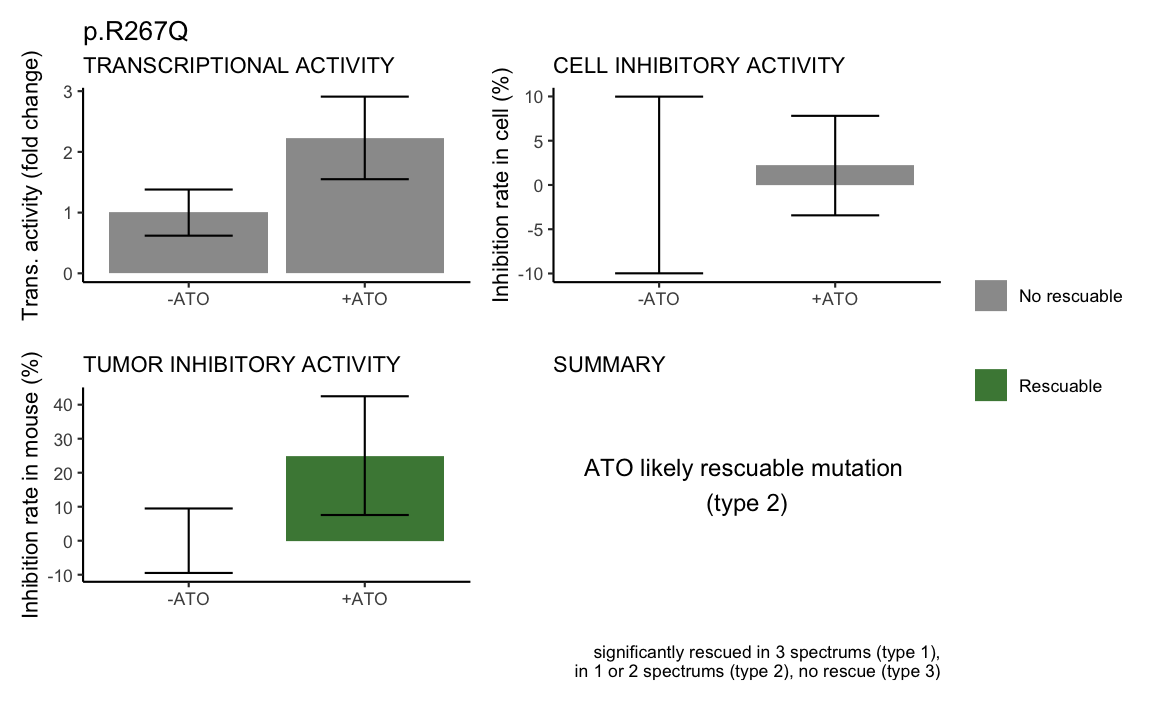 p.R267Q
TRANSCRIPTIONAL ACTIVITY
Trans. activity (fold change)
3
2
1
0
-ATO
+ATO
CELL INHIBITORY ACTIVITY
Inhibition rate in cell (%)
10
5
0
-5
-10
-ATO
+ATO
No rescuable
Rescuable
TUMOR INHIBITORY ACTIVITY
Inhibition rate in mouse (%)
40
30
20
10
0
-10
-ATO
+ATO
SUMMARY
ATO likely rescuable mutation
(type 2)
significantly rescued in 3 spectrums (type 1),
in 1 or 2 spectrums (type 2), no rescue (type 3)